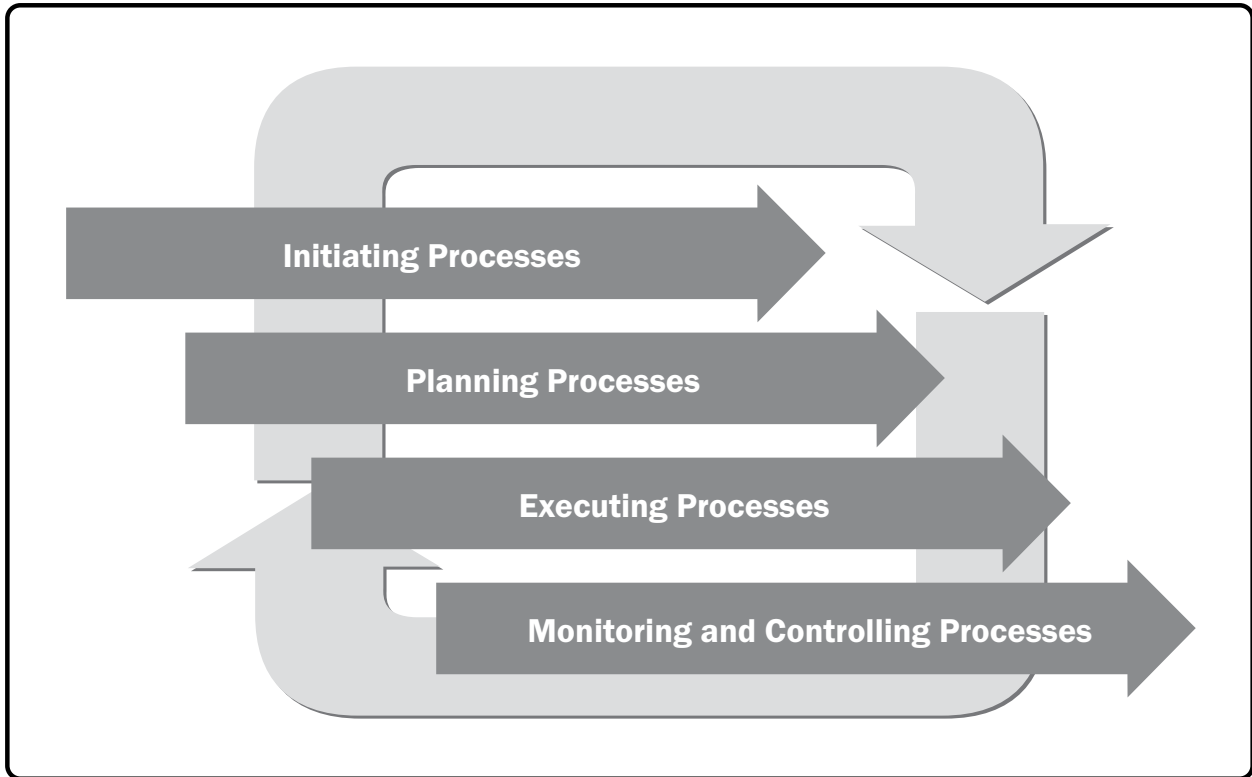 Initiating Processes
Planning Processes
Executing Processes
Monitoring and Controlling Processes